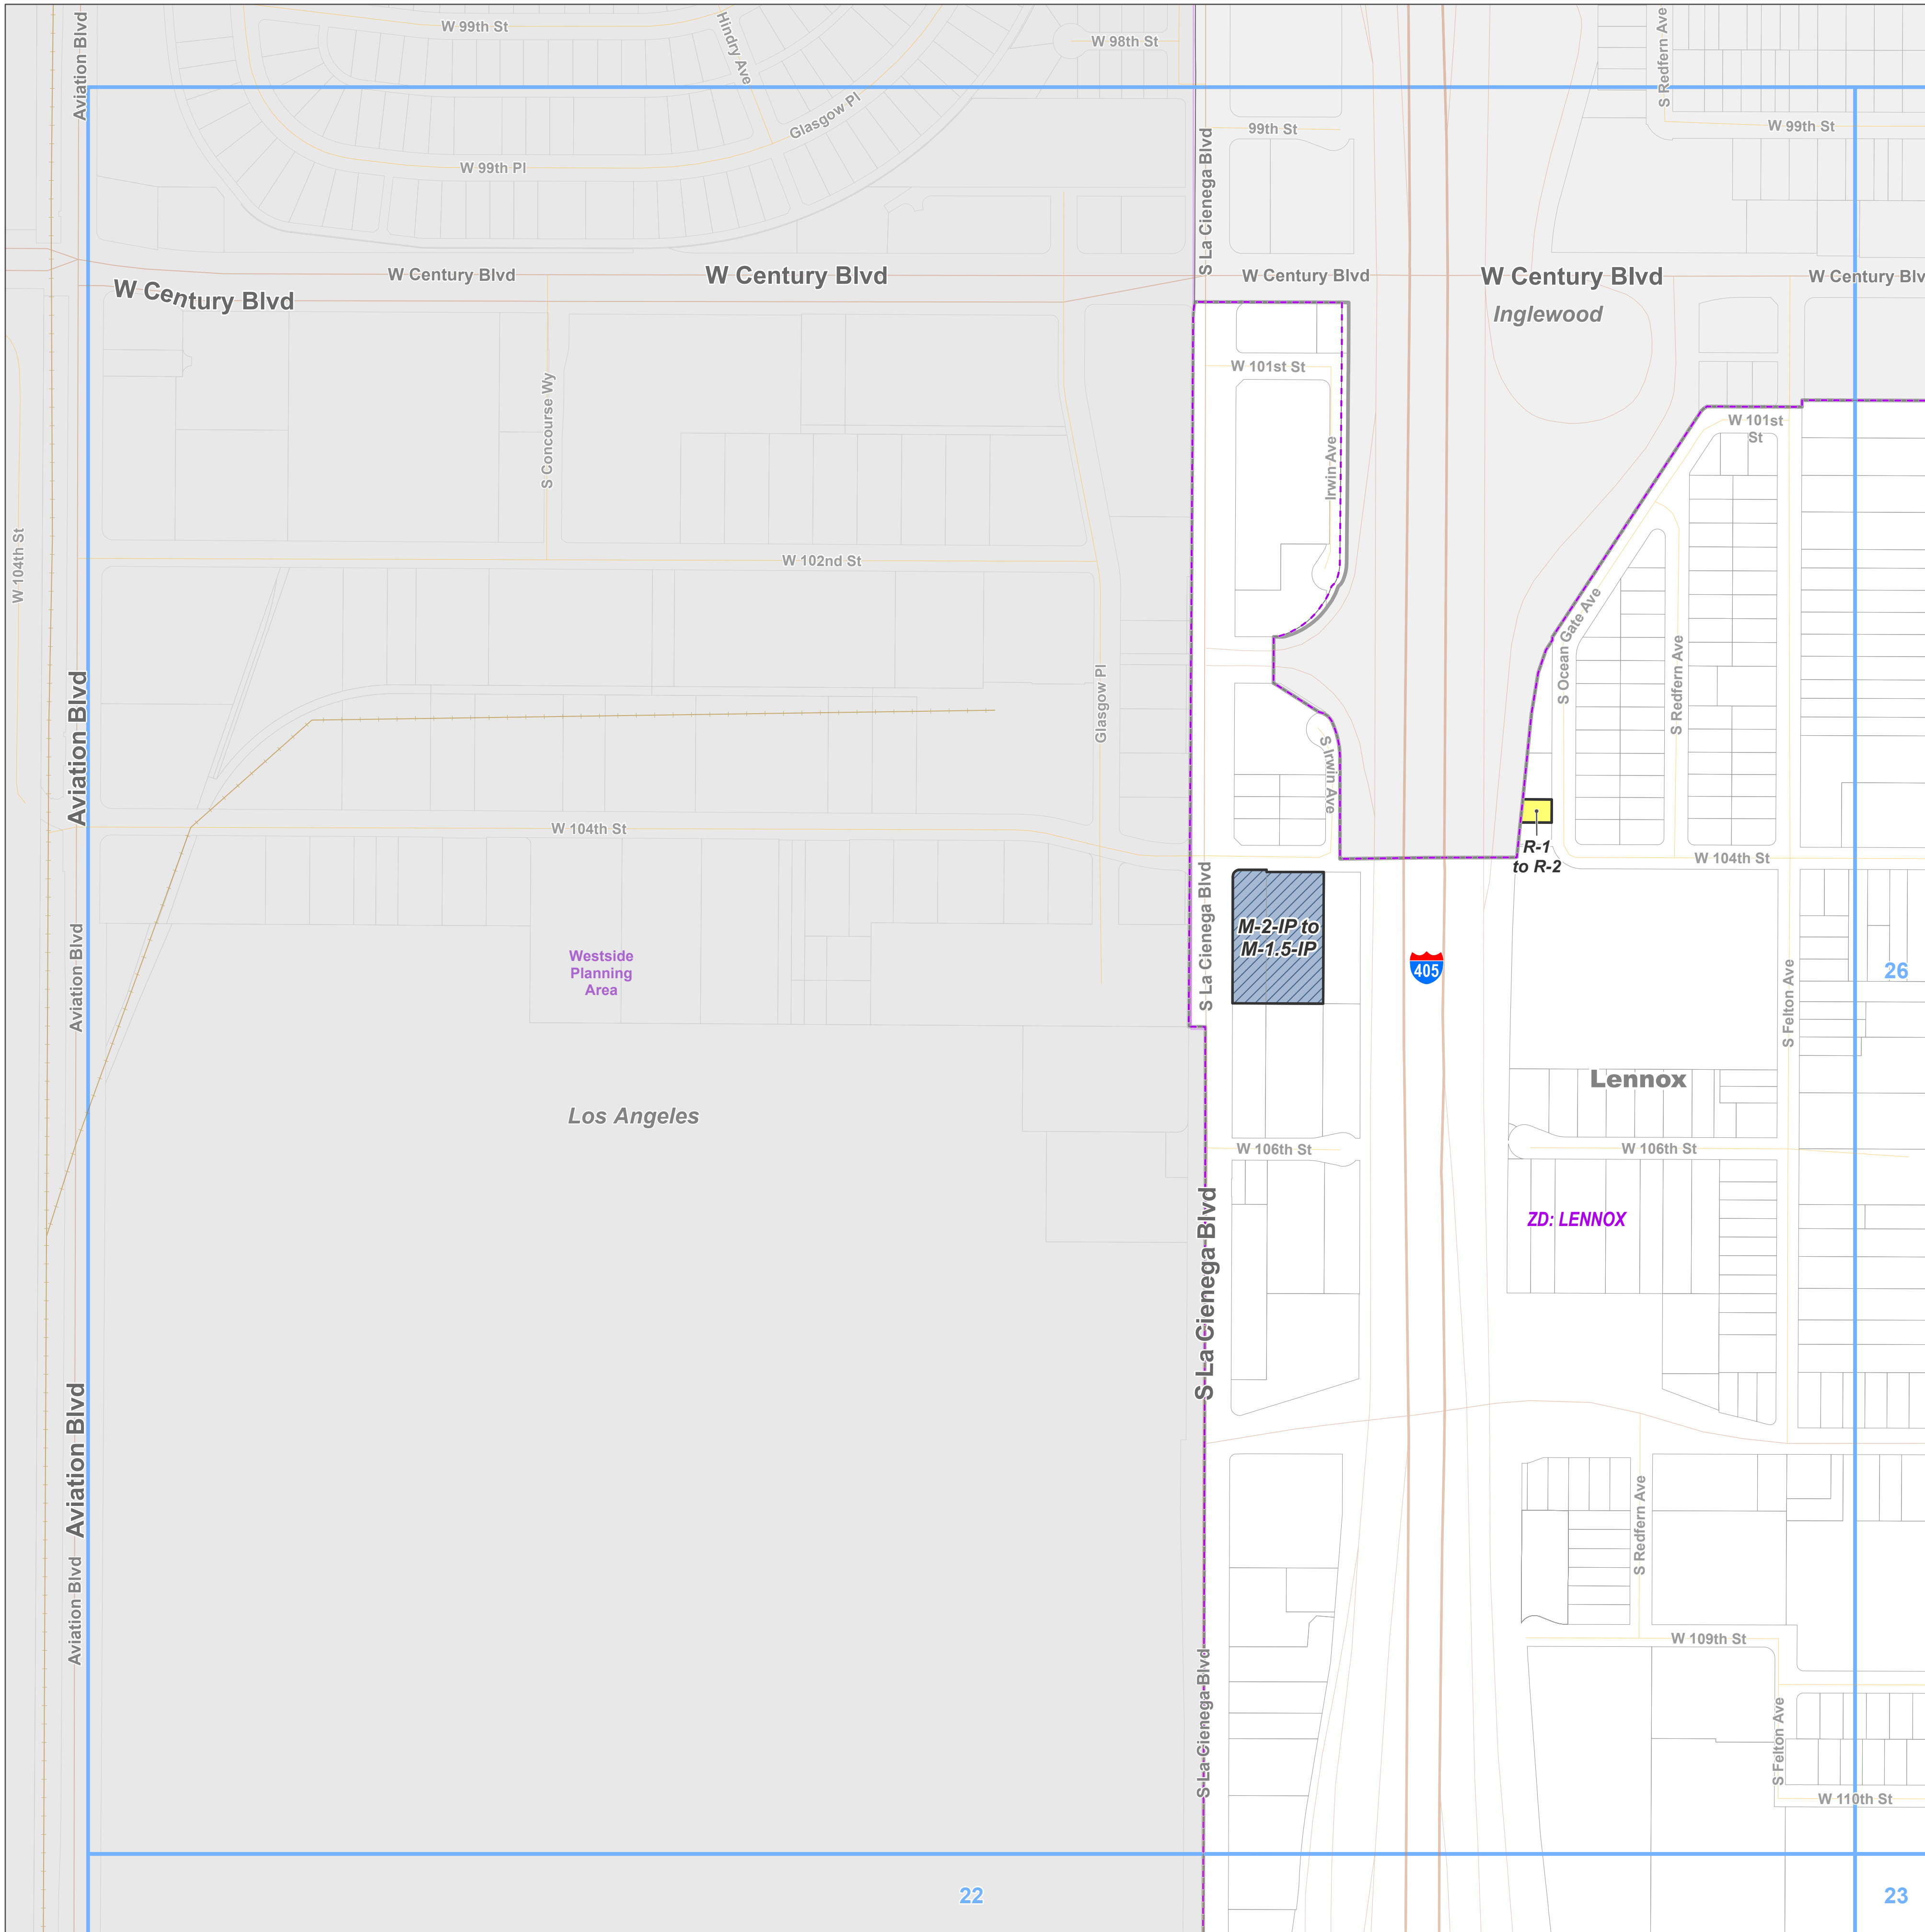 W 99th St
Hindry Ave
W 98th St
S Redfern Ave
Aviation Blvd
Glasgow Pl
99th St
W 99th St
W 99th Pl
S La Cienega Blvd
W Century Blvd
W Century Blvd
W Century Blvd
W Century Blvd
W Century Blvd
W Century Blv
Inglewood
W 101st St
W 101st
St
S Concourse Wy
Irwin Ave
W 104th St
W 102nd St
S Ocean Gate Ave
S Redfern Ave
Glasgow Pl
Aviation Blvd
S Irwin Ave
W 104th St
R-1
to R-2
W 104th St
S La Cienega Blvd
M-2-IP to
M-1.5-IP
405
Westside
Planning
Area
Aviation Blvd
26
S Felton Ave
Lennox
Los Angeles
W 106th St
W 106th St
ZD: LENNOX
S La Cienega Blvd
Aviation Blvd
S Redfern Ave
Aviation Blvd
W 109th St
S La Cienega Blvd
S Felton Ave
W 110th St
22
23